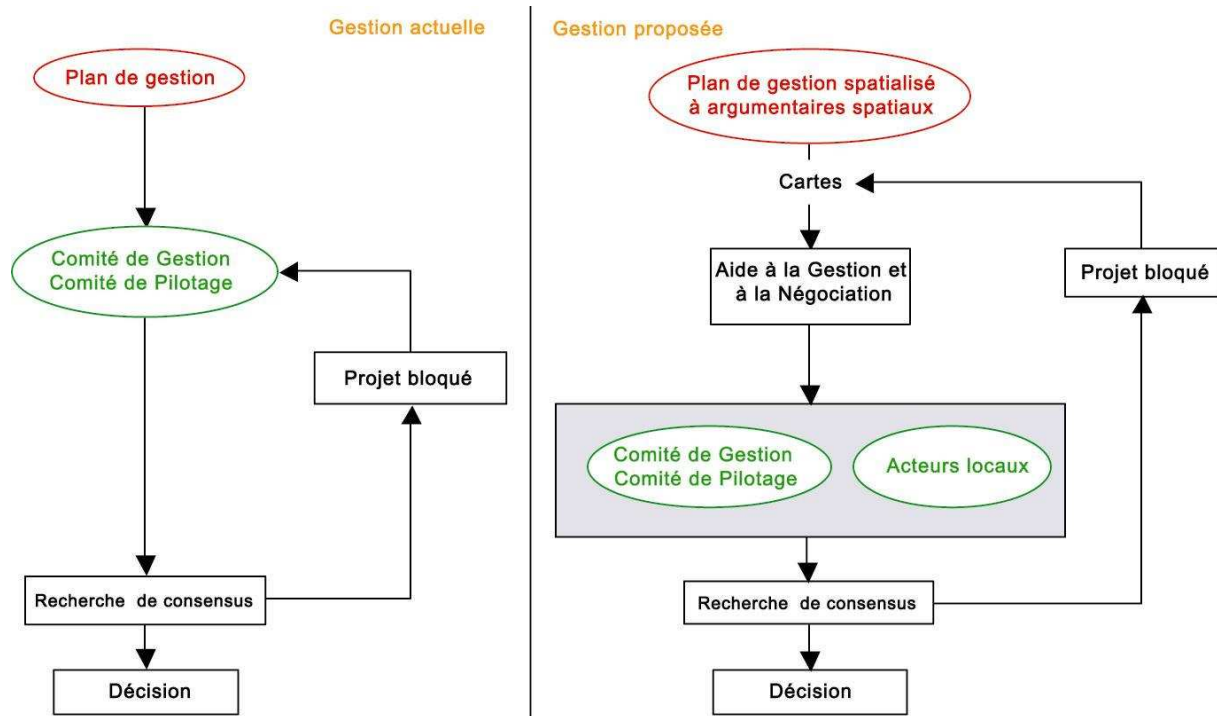 Gestion actuelle
Plan de gestion
Comité de Gestion
Comité de Pilotage
Projet bloqué
Recherche de consensus
Décision
Gestion proposée
Plan de gestion spatialisé
à argumentaires spatiaux
Cartes
Aide à la Gestion et
à la Négociation
Projet bloqué
Comité de Gestion
Comité de Pilotage
Acteurs locaux
Recherche de consensus
Décision